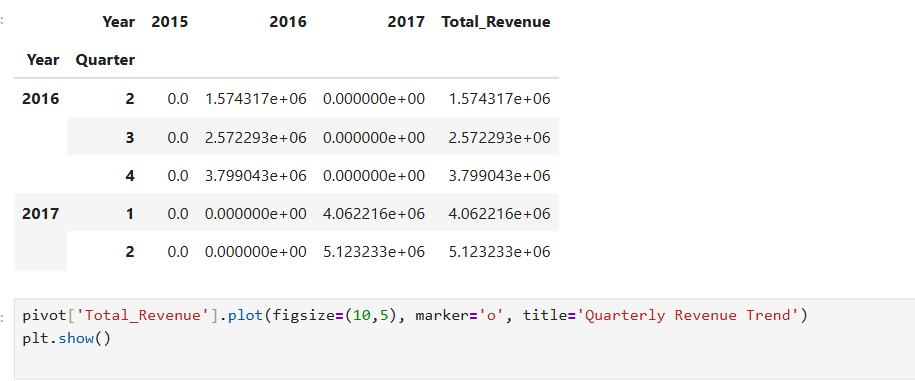 Year 2015 2016 2017 Total_Revenue
Year Quarter
2016 2 0.0 1.574317e+06 0.000000e+00 1.574317e+06
3 0.0 2.572293e+06 0.000000e+00 2.572293e+06
4 0.0 3.799043e+06 0.000000e+00 3.799043e+06
2017 1 0.0 0.000000e+00 4.062216e+06 4.062216e+06
2 0.0 0.000000e+00 5.123233e+06 5.123233e+06
pivot['Total_Revenue'].plot(figsize=(10,5), marker='o', title='Quarterly Revenue Trend')
plt.show()